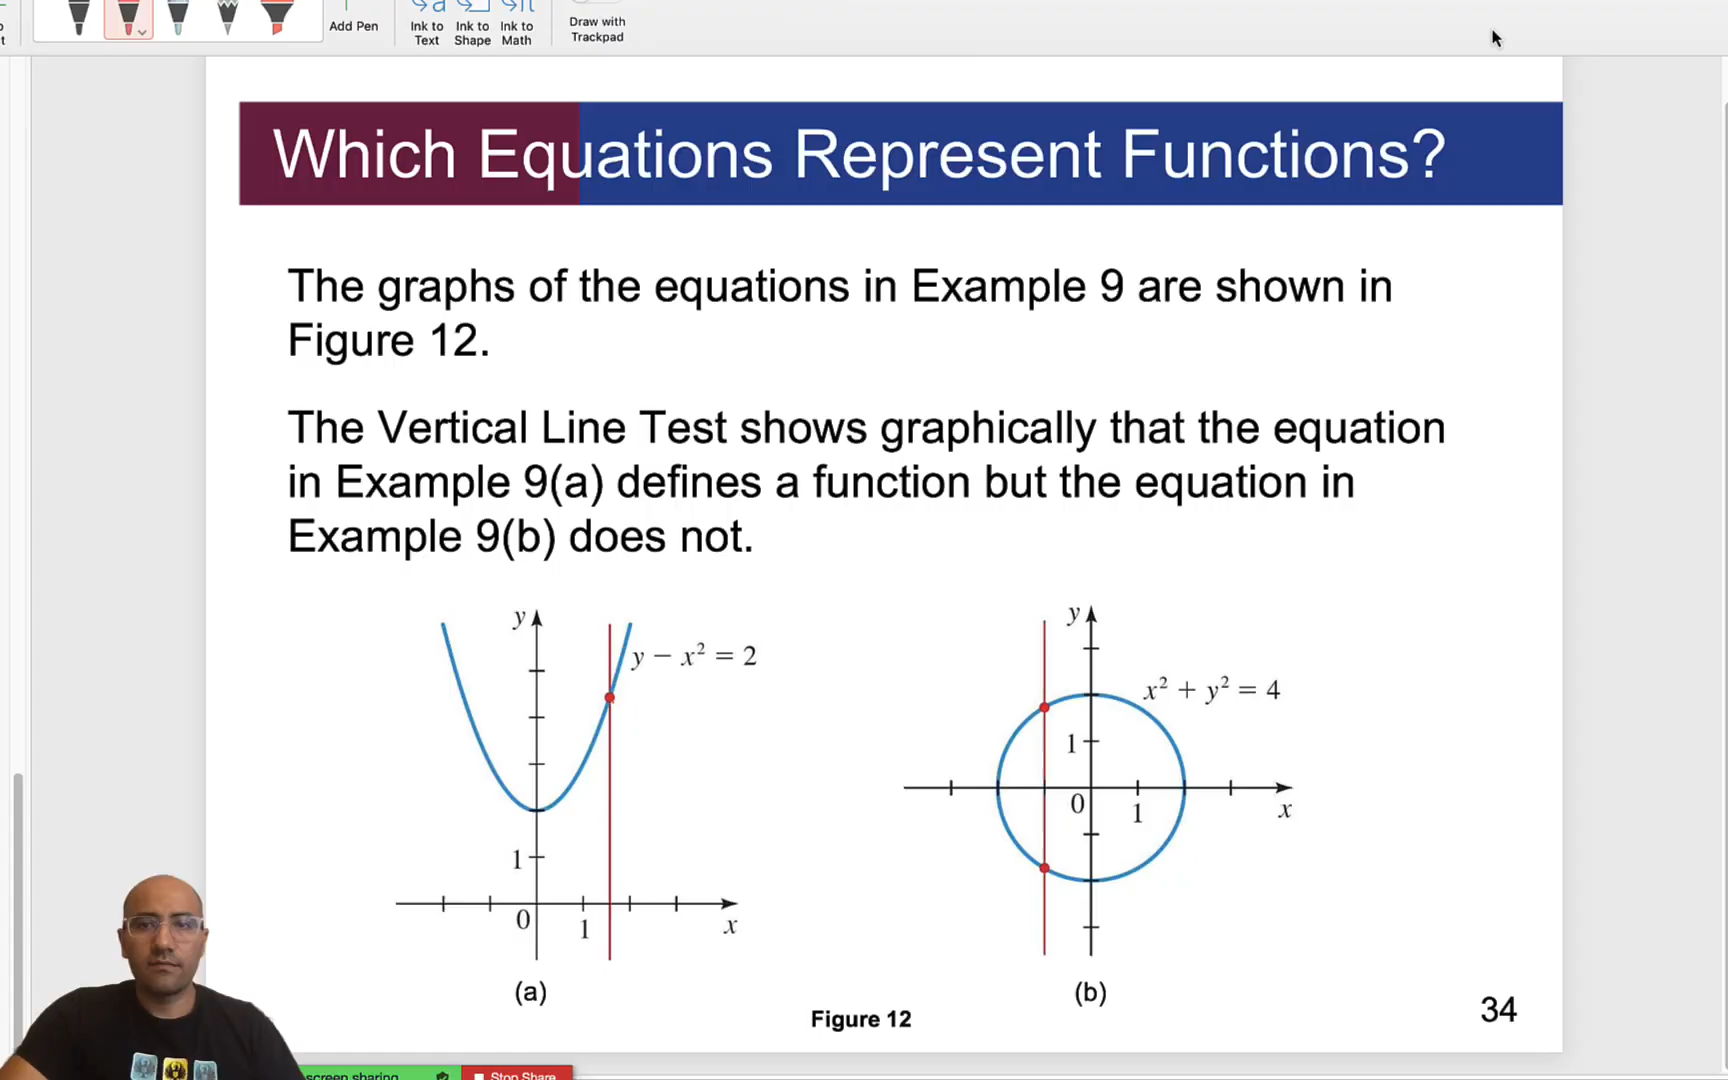 Add Pen
Ink to
Text
Ink to
Shape
Ink to
Math
Draw with
Trackpad
Which Equations Represent Functions?
The graphs of the equations in Example 9 are shown in
Figure 12.
The Vertical Line Test shows graphically that the equation
in Example 9(a) defines a function but the equation in
Example 9(b) does not.
y
y − x² = 2
1
0
1
x
(a)
y
x² + y² = 4
1
0
1
x
(b)
Figure 12
34
screen sharing
Stop Share